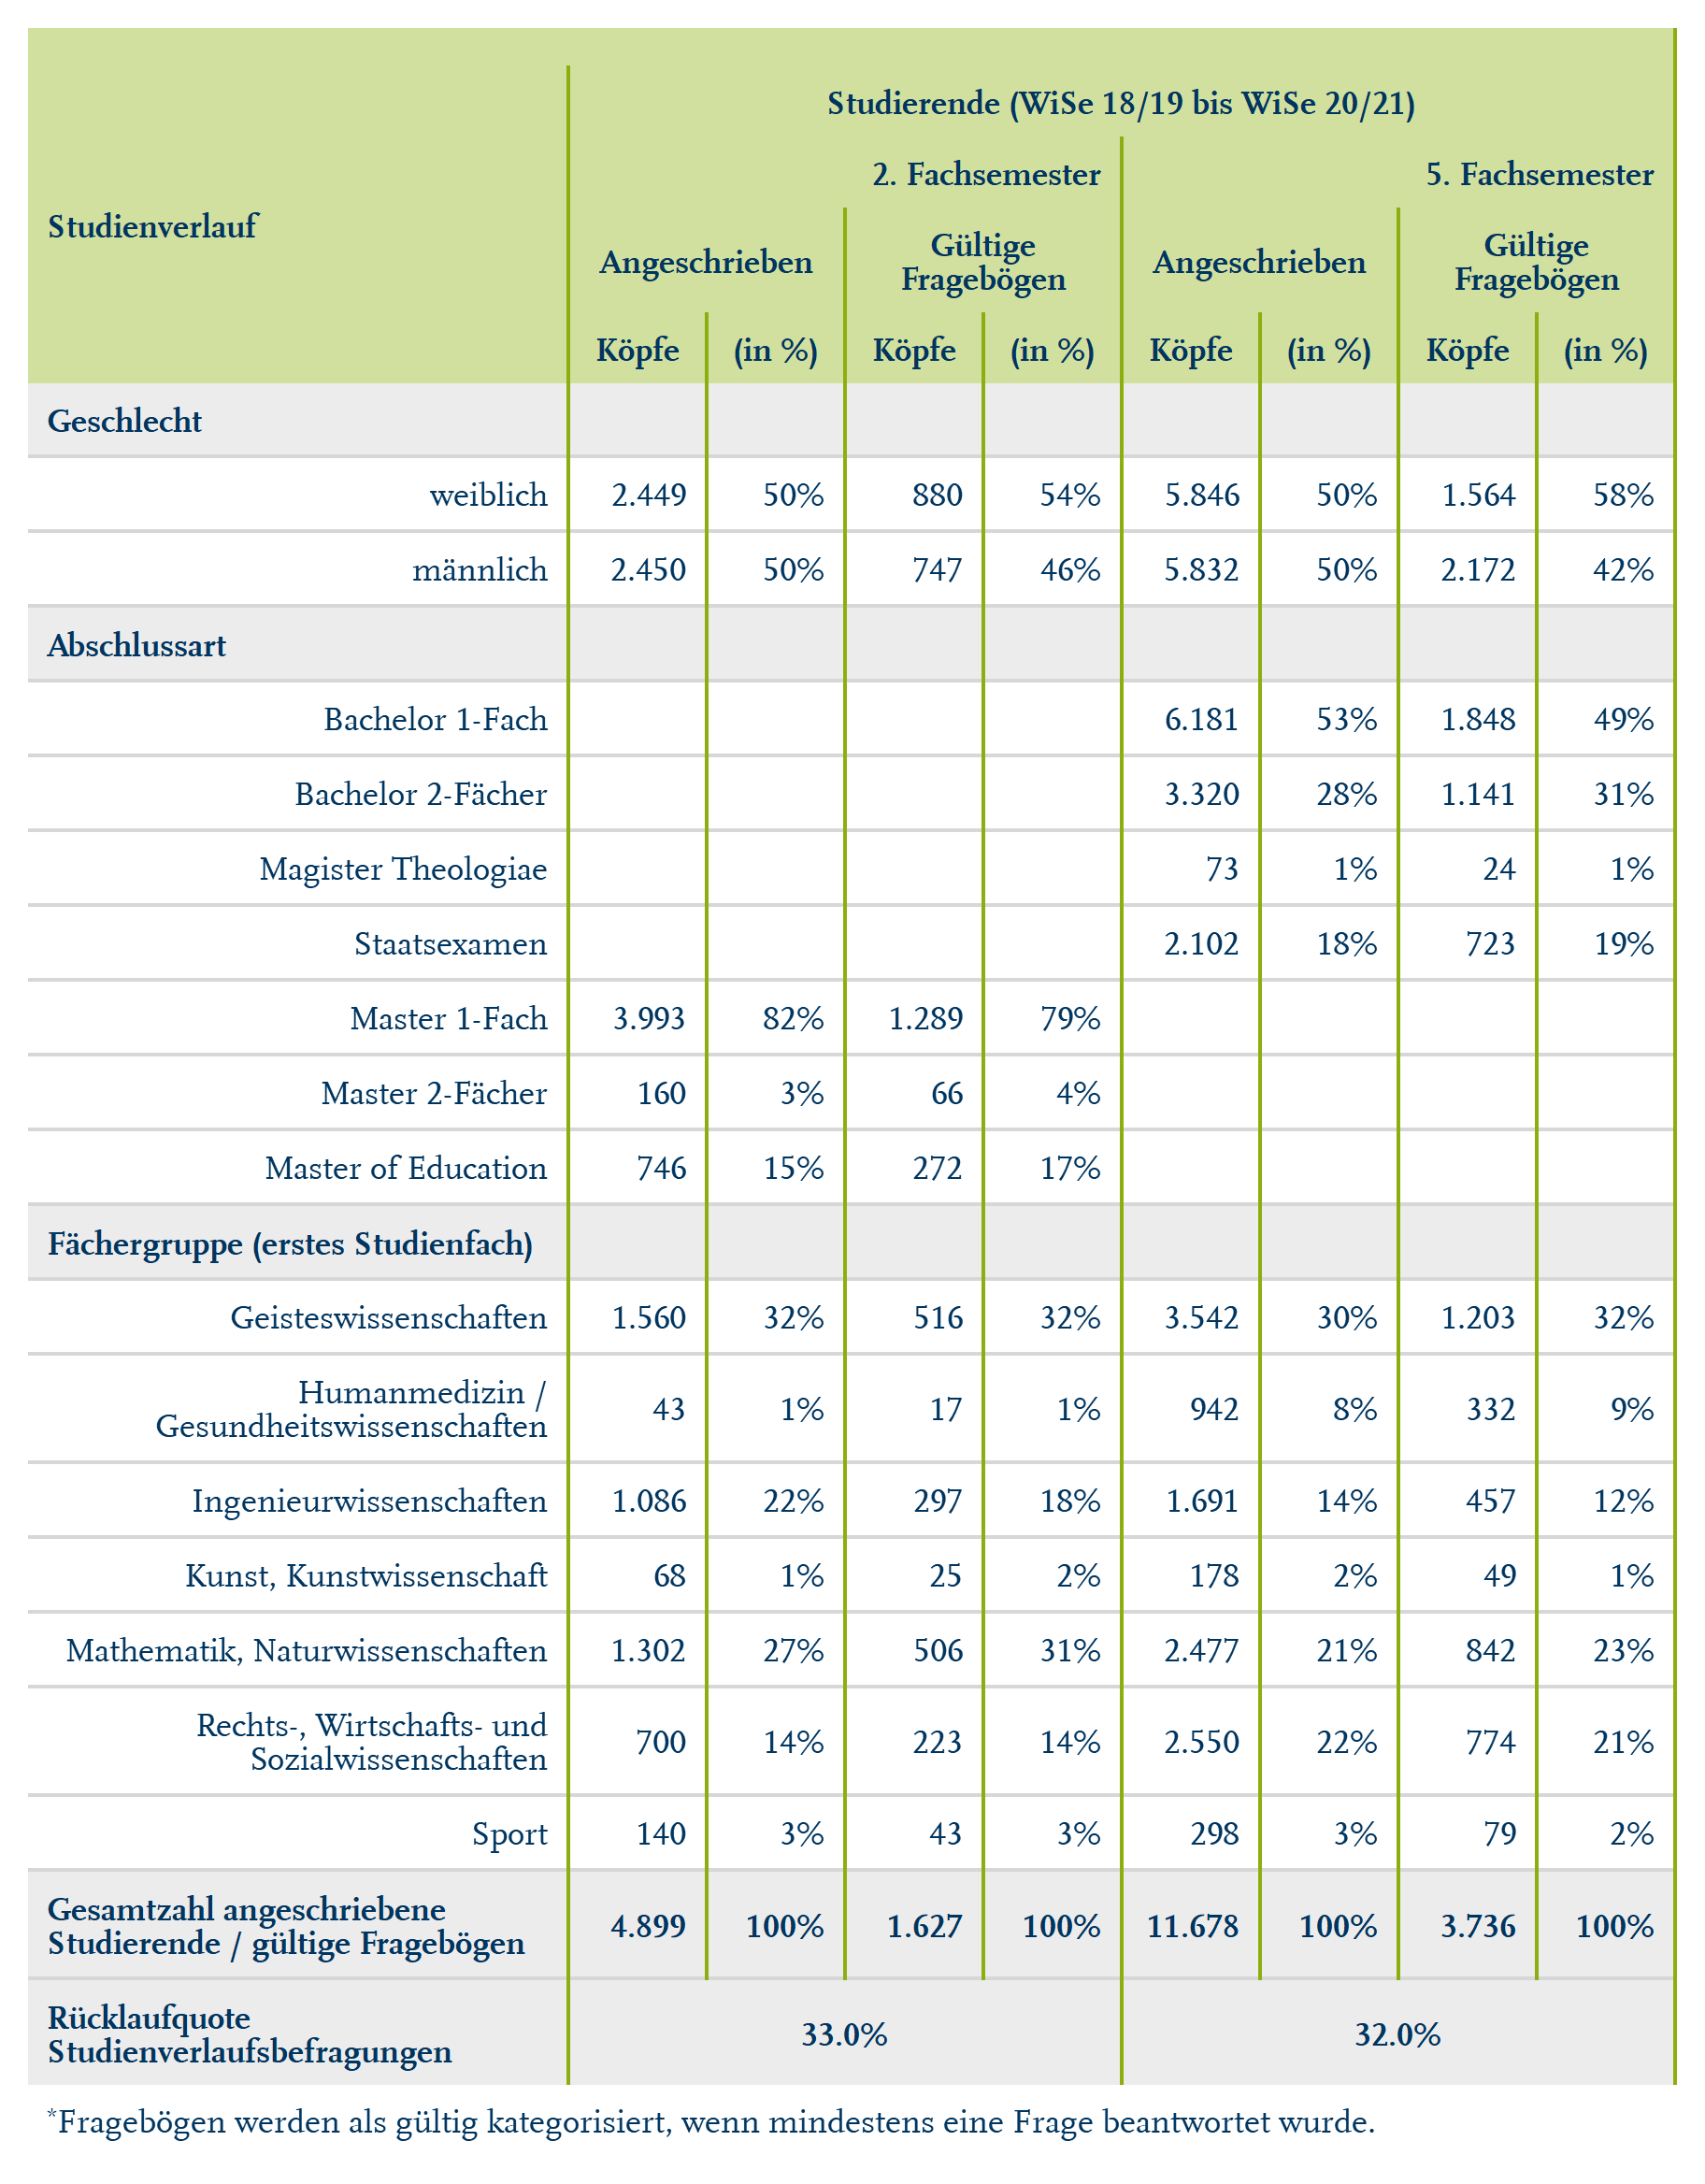 Studierende (WiSe 18/19 bis WiSe 20/21)
2. Fachsemester 5. Fachsemester
Studienverlauf
Angeschrieben Gültige Fragebögen Angeschrieben Gültige Fragebögen
Köpfe (in %) Köpfe (in %) Köpfe (in %) Köpfe (in %)
Geschlecht
weiblich 2.449 50% 880 54% 5.846 50% 1.564 58%
männlich 2.450 50% 747 46% 5.832 50% 2.172 42%
Abschlussart
Bachelor 1-Fach 6.181 53% 1.848 49%
Bachelor 2-Fächer 3.320 28% 1.141 31%
Magister Theologiae 73 1% 24 1%
Staatsexamen 2.102 18% 723 19%
Master 1-Fach 3.993 82% 1.289 79%
Master 2-Fächer 160 3% 66 4%
Master of Education 746 15% 272 17%
Fächergruppe (erstes Studienfach)
Geisteswissenschaften 1.560 32% 516 32% 3.542 30% 1.203 32%
Humanmedizin /
Gesundheitswissenschaften 43 1% 17 1% 942 8% 332 9%
Ingenieurwissenschaften 1.086 22% 297 18% 1.691 14% 457 12%
Kunst, Kunstwissenschaft 68 1% 25 2% 178 2% 49 1%
Mathematik, Naturwissenschaften 1.302 27% 506 31% 2.477 21% 842 23%
Rechts-, Wirtschafts- und
Sozialwissenschaften 700 14% 223 14% 2.550 22% 774 21%
Sport 140 3% 43 3% 298 3% 79 2%
Gesamtzahl angeschriebene
Studierende / gültige Fragebögen 4.899 100% 1.627 100% 11.678 100% 3.736 100%
Rücklaufquote
Studienverlaufsbefragungen 33.0% 32.0%
*Fragebögen werden als gültig kategorisiert, wenn mindestens eine Frage beantwortet wurde.